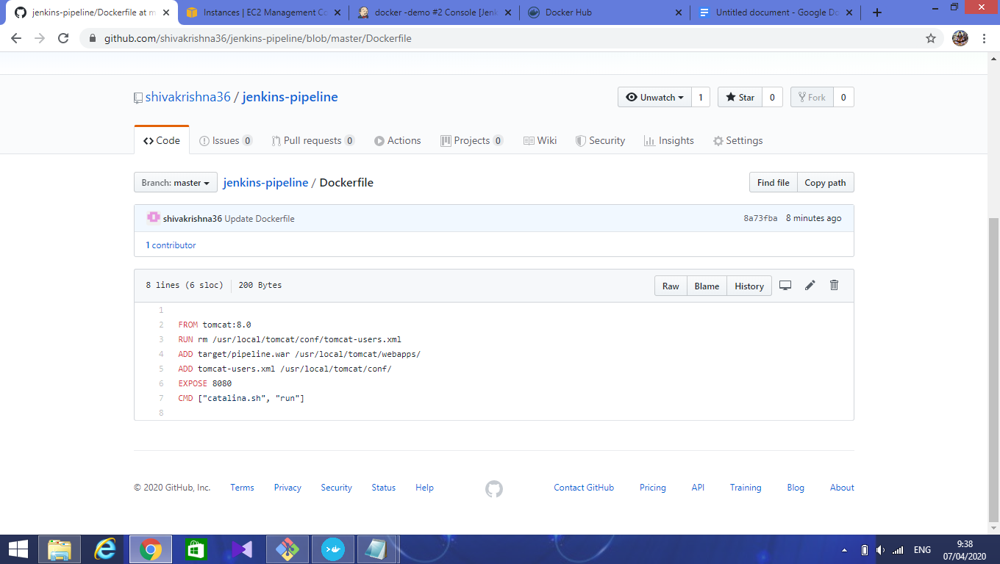 jenkins-pipeline/Dockerfile at m
Instances | EC2 Management Co
docker -demo #2 Console [Jenk
Docker Hub
Untitled document - Google Do
github.com/shivakrishna36/jenkins-pipeline/blob/master/Dockerfile
shivakrishna36 / jenkins-pipeline
Unwatch 1 Star 0 Fork 0
Code Issues 0 Pull requests 0 Actions Projects 0 Wiki Security Insights Settings
Branch: master jenkins-pipeline / Dockerfile Find file Copy path
shivakrishna36 Update Dockerfile 8a73fba 8 minutes ago
1 contributor
8 lines (6 sloc) 200 Bytes Raw Blame History
1
2 FROM tomcat:8.0
3 RUN rm /usr/local/tomcat/conf/tomcat-users.xml
4 ADD target/pipeline.war /usr/local/tomcat/webapps/
5 ADD tomcat-users.xml /usr/local/tomcat/conf/
6 EXPOSE 8080
7 CMD ["catalina.sh", "run"]
8
© 2020 GitHub, Inc. Terms Privacy Security Status Help Contact GitHub Pricing API Training Blog About
ENG
9:38
07/04/2020